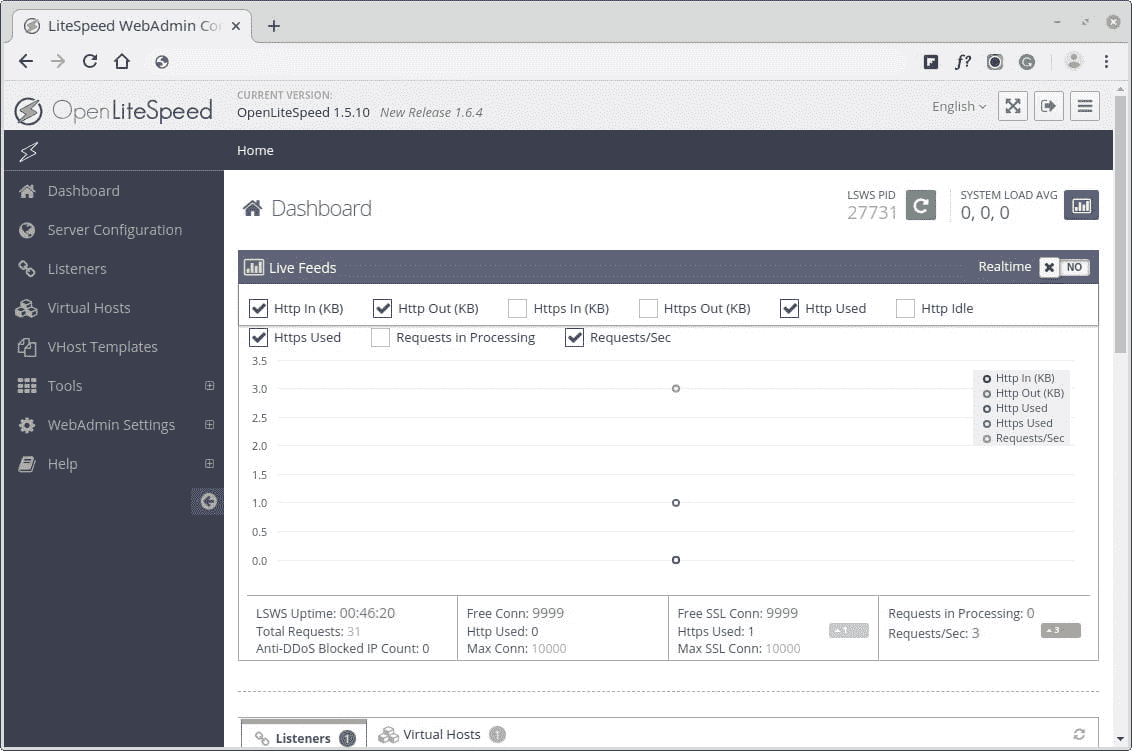 LiteSpeed WebAdmin Co
f?
OpenLiteSpeed
CURRENT VERSION:
OpenLiteSpeed 1.5.10 New Release 1.6.4
English
Home
Dashboard
Server Configuration
Listeners
Virtual Hosts
VHost Templates
Tools
WebAdmin Settings
Help
Dashboard
LSWS PID
27731
SYSTEM LOAD AVG
0, 0, 0
Live Feeds
Realtime NO
Http In (KB) Http Out (KB) Https In (KB) Https Out (KB) Http Used Http Idle
Https Used Requests in Processing Requests/Sec
3.5
3.0
2.5
2.0
1.5
1.0
0.5
0.0
Http In (KB)
Http Out (KB)
Http Used
Https Used
Requests/Sec
LSWS Uptime: 00:46:20
Total Requests: 31
Anti-DDoS Blocked IP Count: 0
Free Conn: 9999
Http Used: 0
Max Conn: 10000
Free SSL Conn: 9999
Https Used: 1 1
Max SSL Conn: 10000
Requests in Processing: 0
Requests/Sec: 3 3
Listeners 1 Virtual Hosts 1